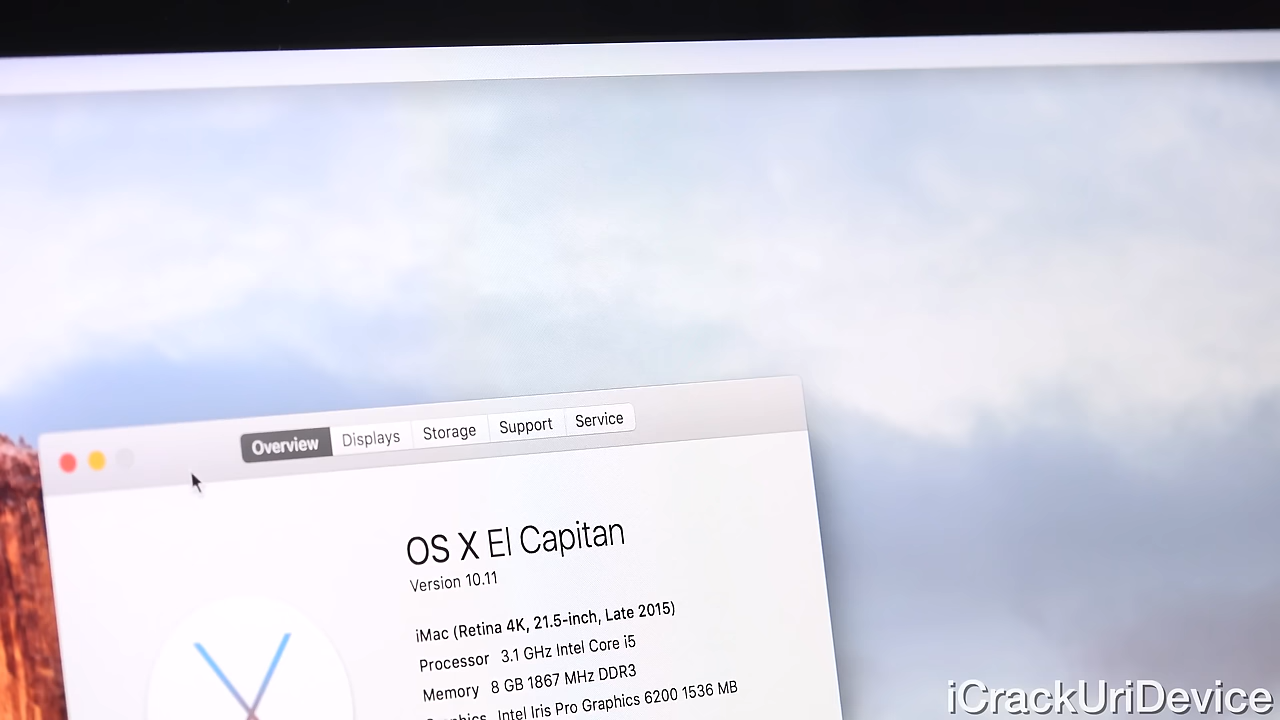 Overview Displays Storage Support Service
OS X El Capitan
Version 10.11
iMac (Retina 4K, 21.5-inch, Late 2015)
Processor 3.1 GHz Intel Core i5
Memory 8 GB 1867 MHz DDR3
Graphics Intel Iris Pro Graphics 6200 1536 MB
iCrackUriDevice